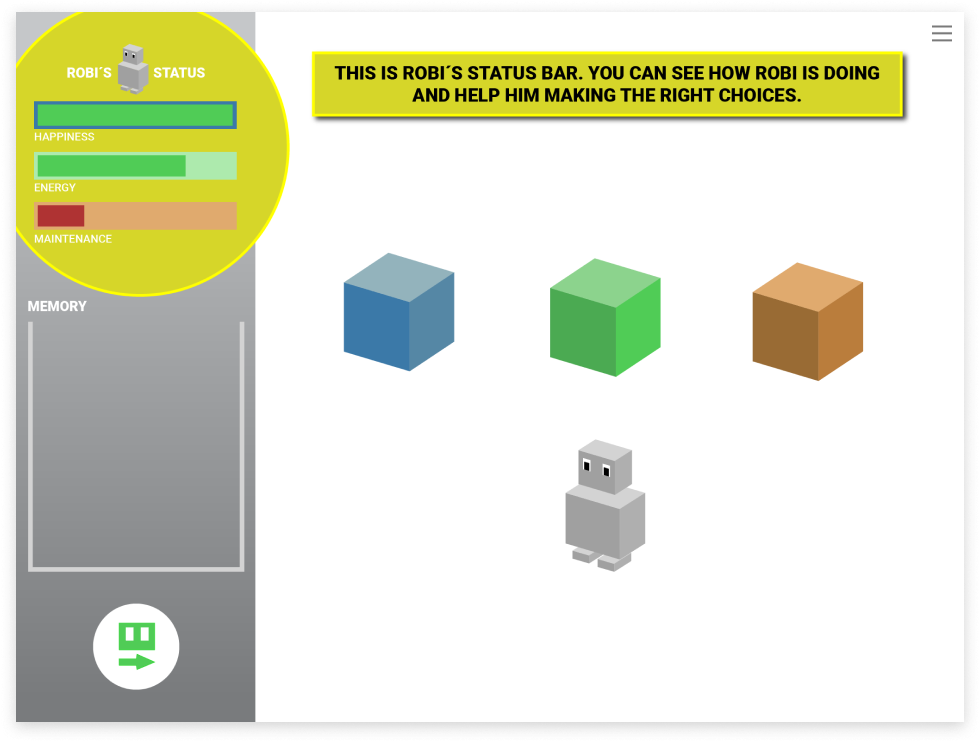 ROBI´S STATUS
HAPPINESS
ENERGY
MAINTENANCE
MEMORY
THIS IS ROBI´S STATUS BAR. YOU CAN SEE HOW ROBI IS DOING
AND HELP HIM MAKING THE RIGHT CHOICES.